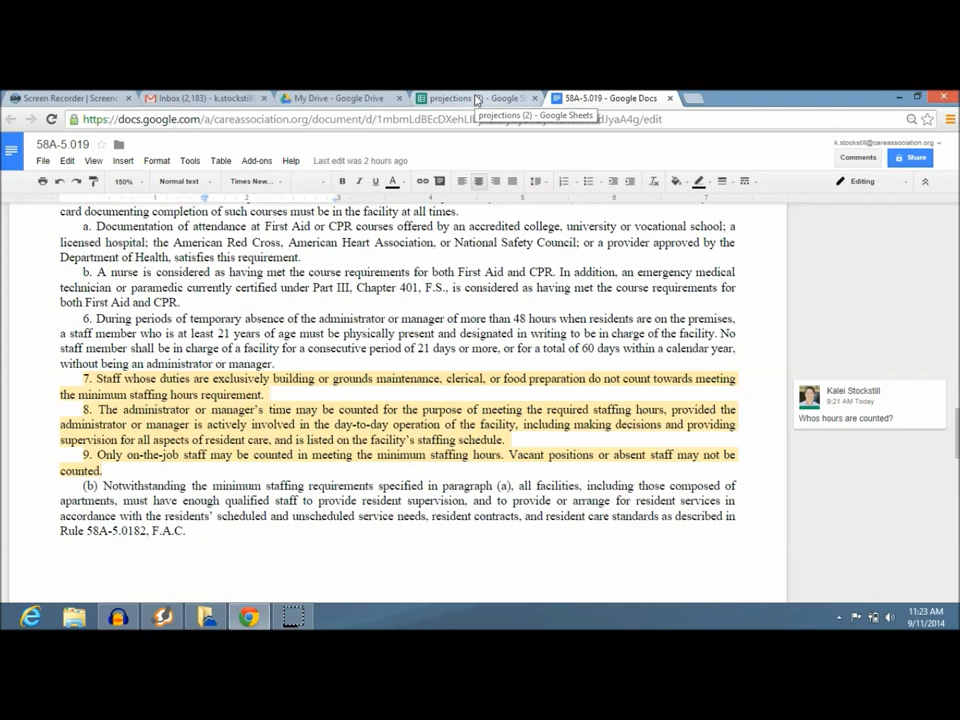 Screen Recorder | Screenc
Inbox (2,183) - k.stockstill
My Drive - Google Drive
projections (2) - Google S
58A-5.019 - Google Docs
projections (2) - Google Sheets
58A-5.019
k.stockstill@careassociation.org
File Edit View Insert Format Tools Table Add-ons Help Last edit was 2 hours ago
Comments
Share
150% Normal text Times New... B I U A Editing
1 2 3 4 5 6 7
card documenting completion of such courses must be in the facility at all times.
a. Documentation of attendance at First Aid or CPR courses offered by an accredited college, university or vocational school; a
licensed hospital; the American Red Cross, American Heart Association, or National Safety Council; or a provider approved by the
Department of Health, satisfies this requirement.
b. A nurse is considered as having met the course requirements for both First Aid and CPR. In addition, an emergency medical
technician or paramedic currently certified under Part III, Chapter 401, F.S., is considered as having met the course requirements for
both First Aid and CPR.
6. During periods of temporary absence of the administrator or manager of more than 48 hours when residents are on the premises,
a staff member who is at least 21 years of age must be physically present and designated in writing to be in charge of the facility. No
staff member shall be in charge of a facility for a consecutive period of 21 days or more, or for a total of 60 days within a calendar year,
without being an administrator or manager.
7. Staff whose duties are exclusively building or grounds maintenance, clerical, or food preparation do not count towards meeting
the minimum staffing hours requirement.
8. The administrator or manager's time may be counted for the purpose of meeting the required staffing hours, provided the
administrator or manager is actively involved in the day-to-day operation of the facility, including making decisions and providing
supervision for all aspects of resident care, and is listed on the facility's staffing schedule.
9. Only on-the-job staff may be counted in meeting the minimum staffing hours. Vacant positions or absent staff may not be
counted.
Kalei Stockstill
9:21 AM Today
Whos hours are counted?
(b) Notwithstanding the minimum staffing requirements specified in paragraph (a), all facilities, including those composed of
apartments, must have enough qualified staff to provide resident supervision, and to provide or arrange for resident services in
accordance with the residents' scheduled and unscheduled service needs, resident contracts, and resident care standards as described in
Rule 58A-5.0182, F.A.C.
11:23 AM
9/11/2014